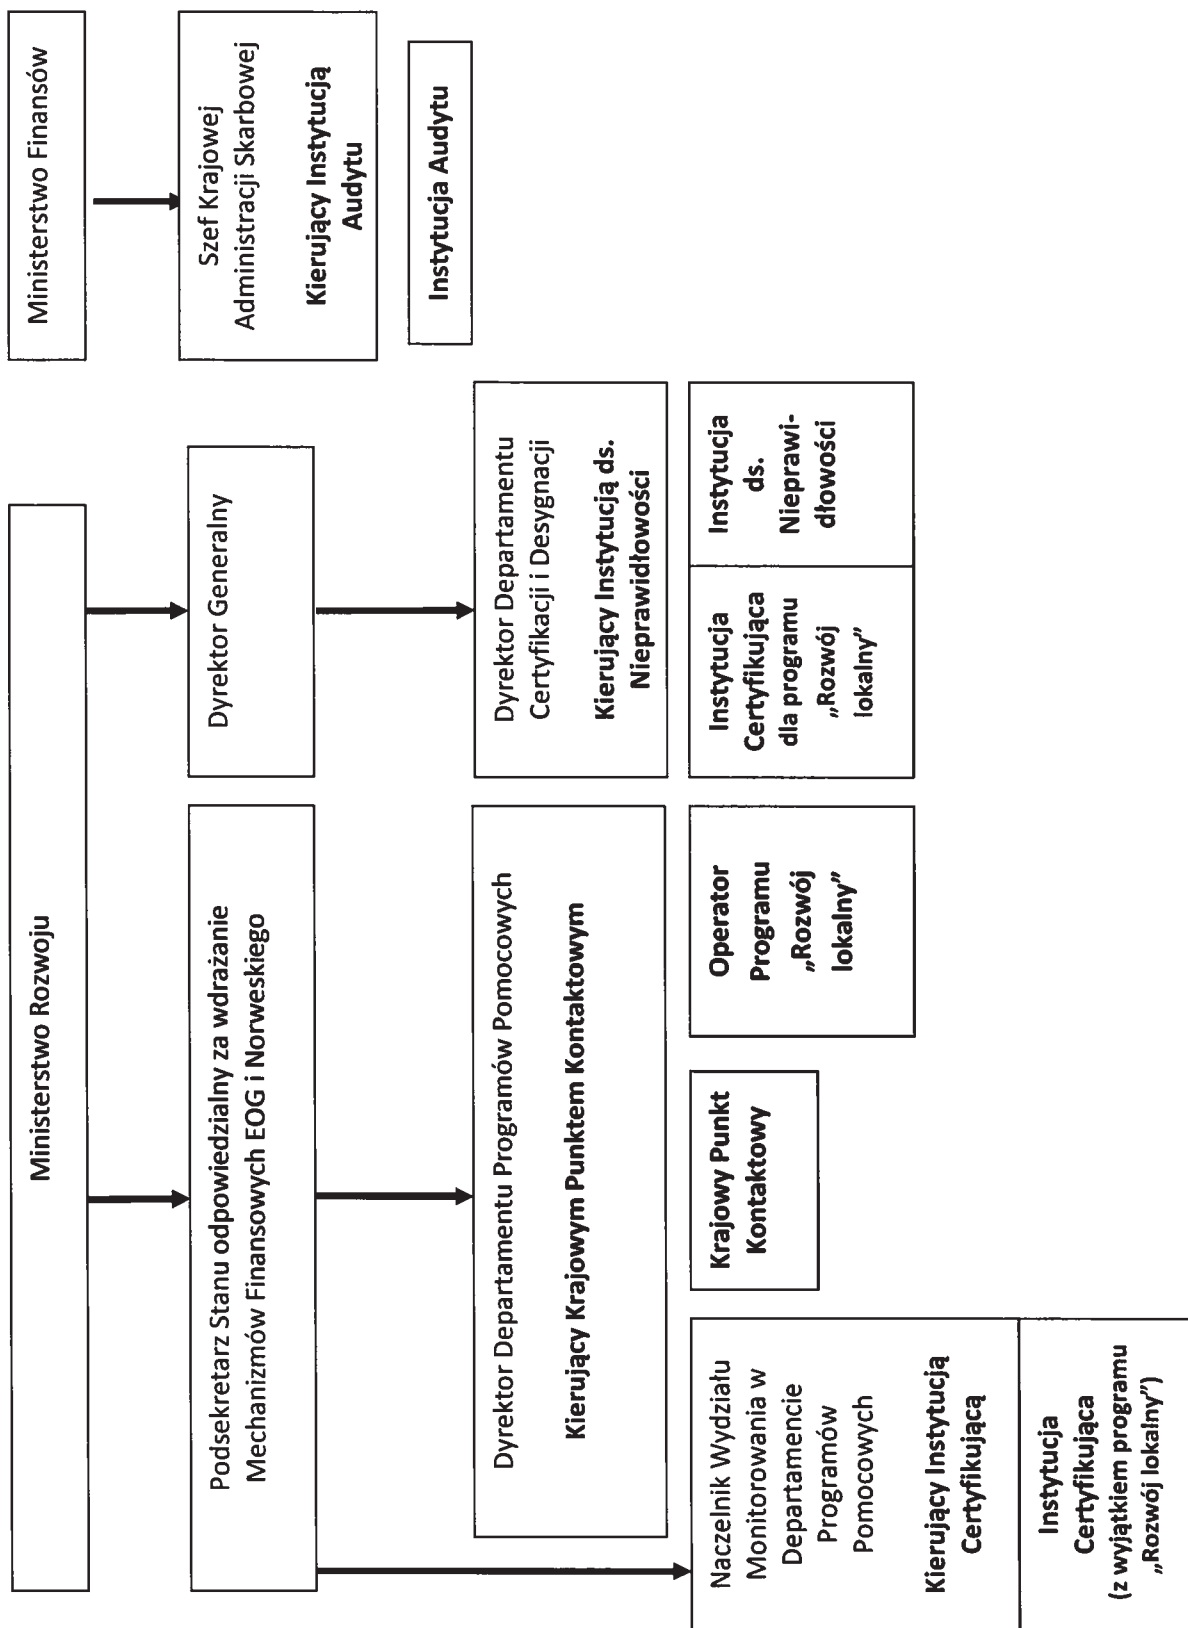 Ministerstwo Rozwoju
Ministerstwo Finansów
Podsekretarz Stanu odpowiedzialny za wdrażanie
Mechanizmów Finansowych EOG i Norweskiego
Dyrektor Generalny
Szef Krajowej
Administracji Skarbowej
Kierujący Instytucją
Audytu
Instytucja Audytu
Dyrektor Departamentu Programów Pomocowych
Kierujący Krajowym Punktem Kontaktowym
Dyrektor Departamentu
Certyfikacji i Desygnacji
Kierujący Instytucją ds.
Nieprawidłowości
Naczelnik Wydziału
Monitorowania w
Departamencie
Programów
Pomocowych
Kierujący Instytucją
Certyfikującą
Instytucja
Certyfikująca
(z wyjątkiem programu
„Rozwój lokalny”)
Krajowy Punkt
Kontaktowy
Operator
Programu
„Rozwój
lokalny”
Instytucja
Certyfikująca
dla programu
„Rozwój
lokalny”
Instytucja
ds.
Nieprawi-
dłowości